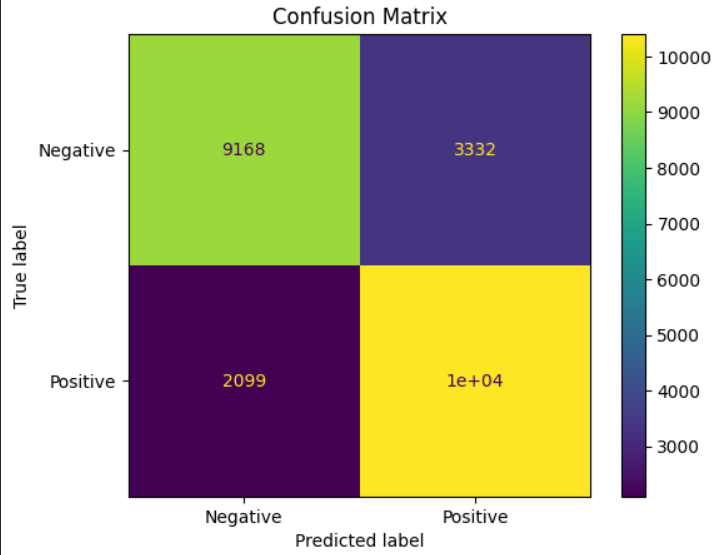 Confusion Matrix
True label
Negative
9168
3332
Positive
2099
1e+04
Negative
Positive
Predicted label
10000
9000
8000
7000
6000
5000
4000
3000